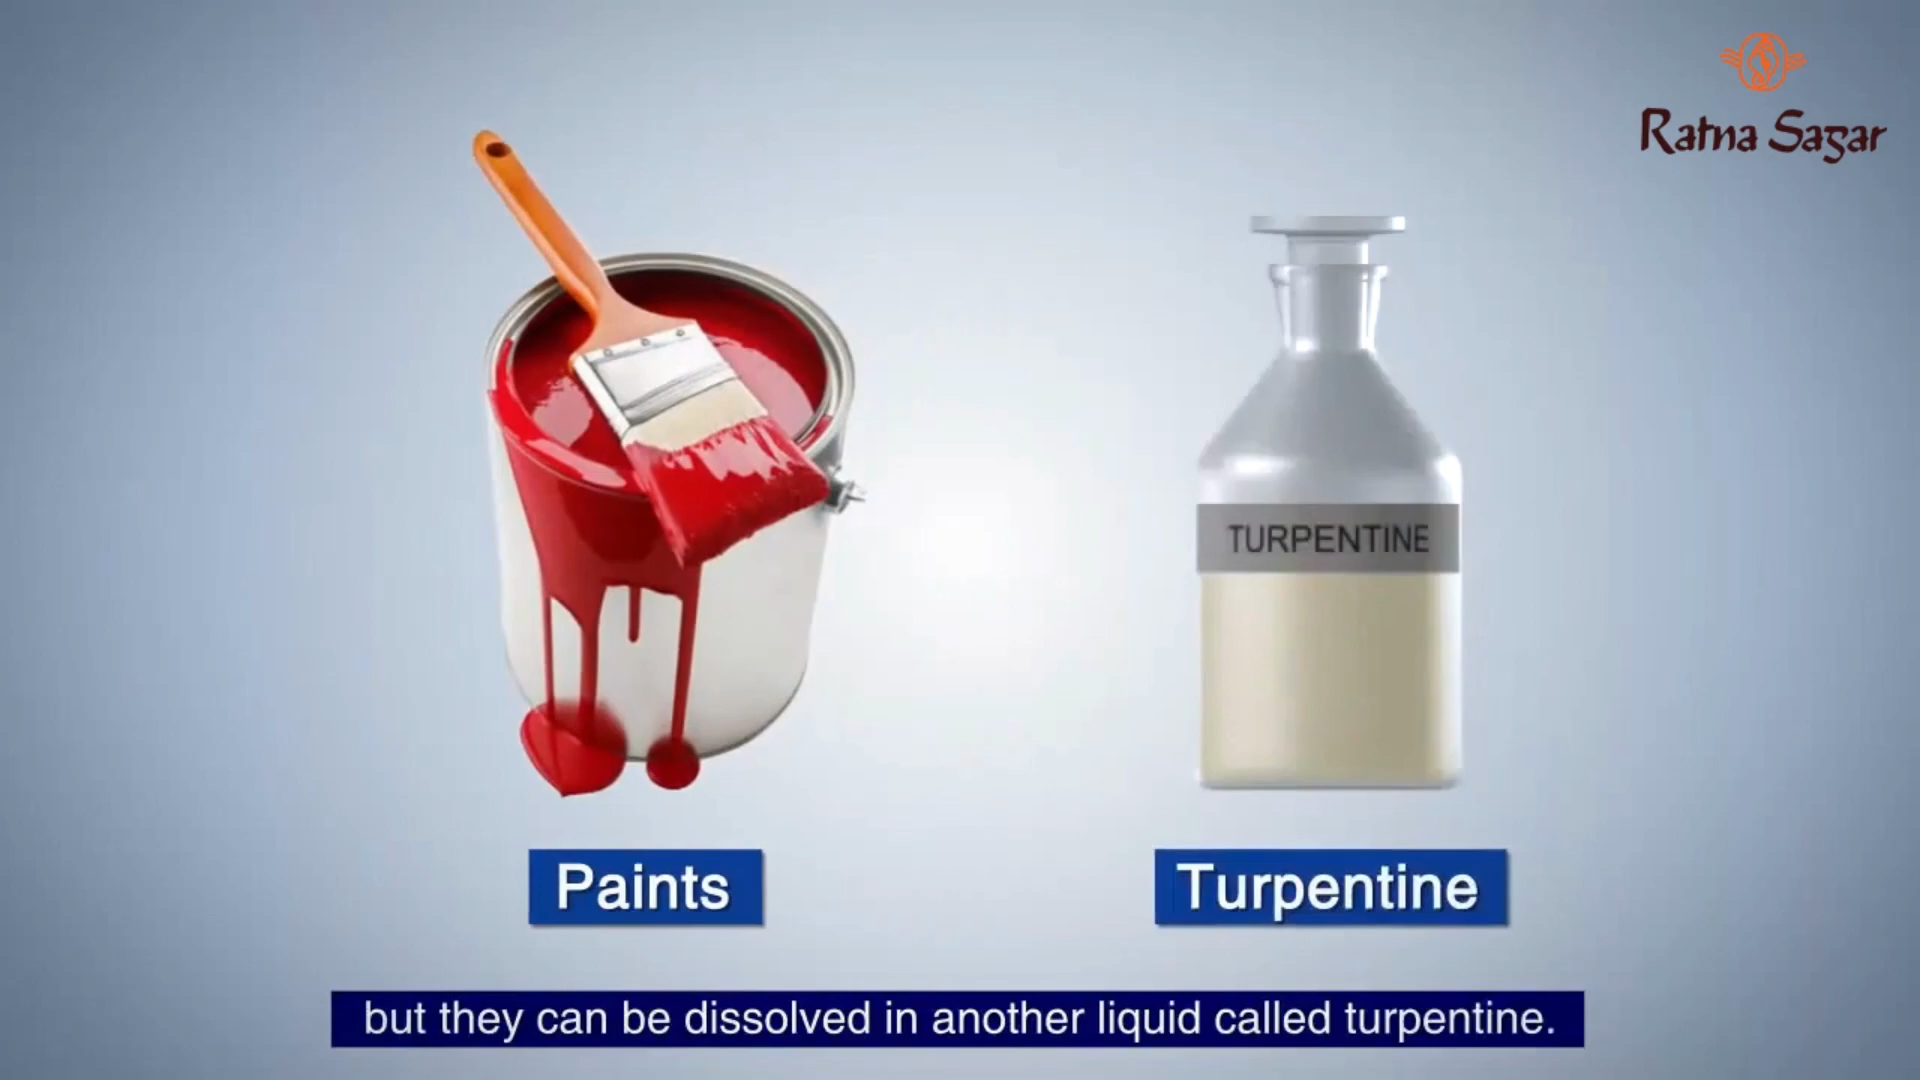 Ratna Sagar
TURPENTINE
Paints
Turpentine
but they can be dissolved in another liquid called turpentine.